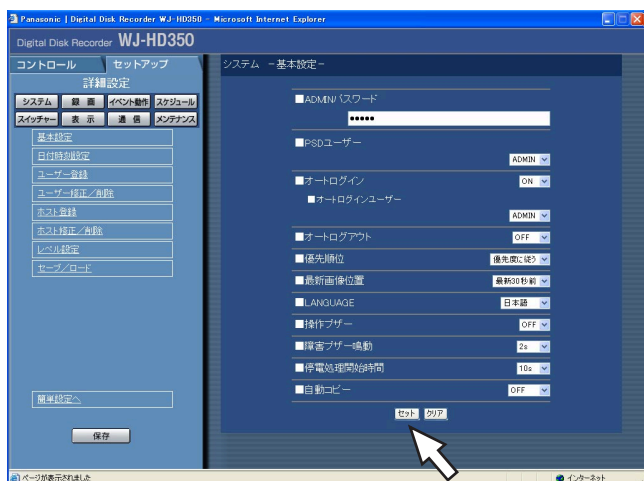 Panasonic | Digital Disk Recorder WJ-HD350 - Microsoft Internet Explorer
Digital Disk Recorder WJ-HD350
コントロール
セットアップ
詳細設定
システム 録 画 イベント動作 スケジュール
スイッチャー 表 示 通 信 メンテナンス
基本設定
日付時刻設定
ユーザー登録
ユーザー修正／削除
ホスト登録
ホスト修正／削除
レベル設定
セーブ／ロード
簡単設定へ
保存
システム －基本設定－
■ADMINパスワード
●●●●●
■PSDユーザー
ADMIN
■オートログイン ON
■オートログインユーザー
ADMIN
■オートログアウト OFF
■優先順位 優先度に従う
■最新画像位置 最新30秒前
■LANGUAGE 日本語
■操作ブザー OFF
■障害ブザー鳴動 2s
■停電処理開始時間 10s
■自動コピー OFF
セット クリア
ページが表示されました
インターネット